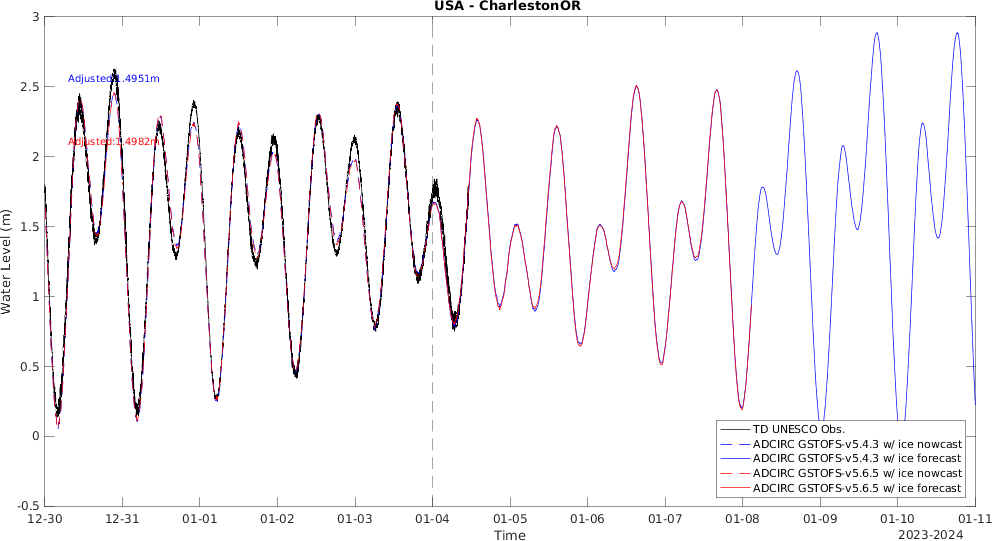 USA - CharlestonOR
3
2.5
2
1.5
1
0.5
0
-0.5
Water Level (m)
Adjusted:1.4951m
Adjusted:1.4982m
TD UNESCO Obs.
ADCIRC GSTOFS-v5.4.3 w/ ice nowcast
ADCIRC GSTOFS-v5.4.3 w/ ice forecast
ADCIRC GSTOFS-v5.6.5 w/ ice nowcast
ADCIRC GSTOFS-v5.6.5 w/ ice forecast
12-30 12-31 01-01 01-02 01-03 01-04 01-05 01-06 01-07 01-08 01-09 01-10 01-11
Time
2023-2024